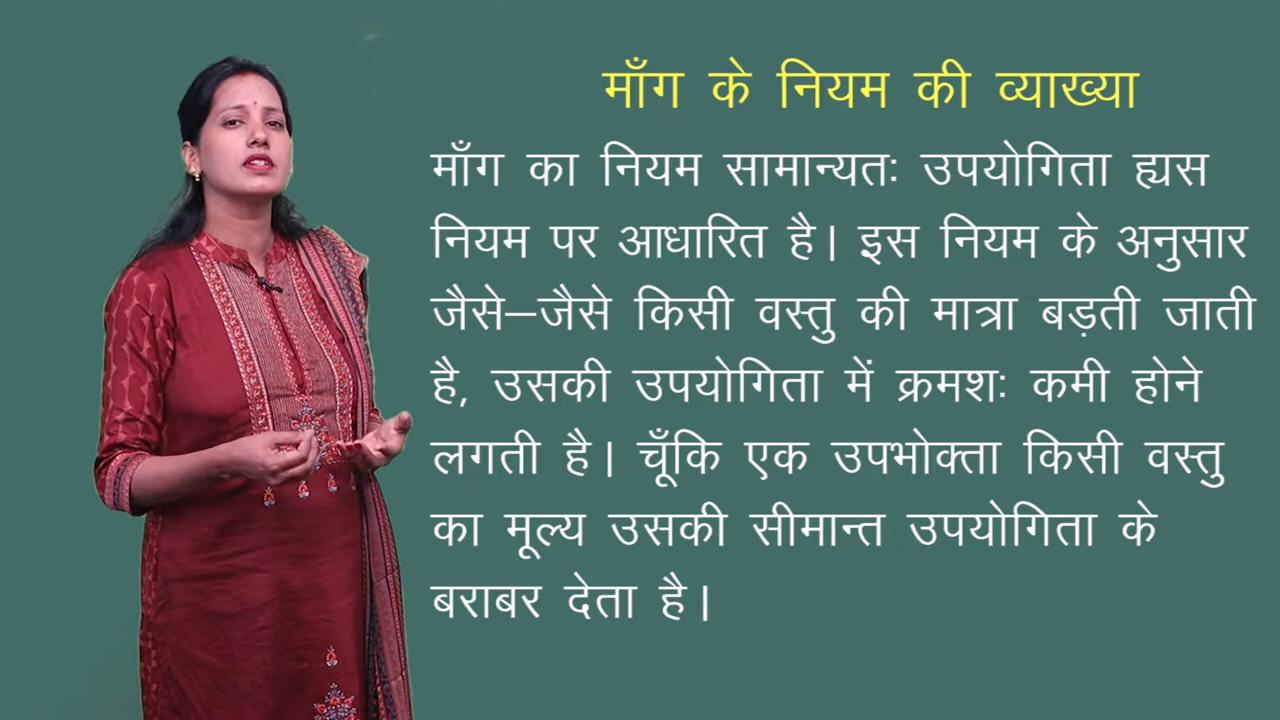 माँग के नियम की व्याख्या
माँग का नियम सामान्यतः उपयोगिता ह्यस
नियम पर आधारित है। इस नियम के अनुसार
जैसे–जैसे किसी वस्तु की मात्रा बड़ती जाती
है, उसकी उपयोगिता में क्रमशः कमी होने
लगती है। चूँकि एक उपभोक्ता किसी वस्तु
का मूल्य उसकी सीमान्त उपयोगिता के
बराबर देता है।